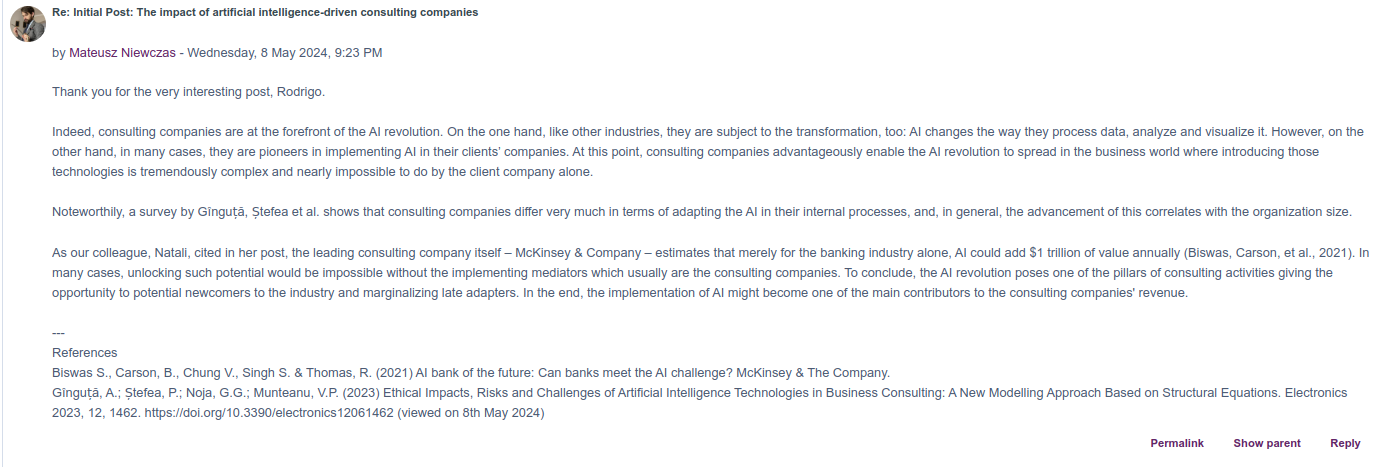 Re: Initial Post: The impact of artificial intelligence-driven consulting companies
by Mateusz Niewczas - Wednesday, 8 May 2024, 9:23 PM
Thank you for the very interesting post, Rodrigo.
Indeed, consulting companies are at the forefront of the AI revolution. On the one hand, like other industries, they are subject to the transformation, too: AI changes the way they process data, analyze and visualize it. However, on the
other hand, in many cases, they are pioneers in implementing AI in their clients' companies. At this point, consulting companies advantageously enable the AI revolution to spread in the business world where introducing those
technologies is tremendously complex and nearly impossible to do by the client company alone.
Noteworthily, a survey by Gînguță, Ștefea et al. shows that consulting companies differ very much in terms of adapting the AI in their internal processes, and, in general, the advancement of this correlates with the organization size.
As our colleague, Natali, cited in her post, the leading consulting company itself – McKinsey & Company – estimates that merely for the banking industry alone, AI could add $1 trillion of value annually (Biswas, Carson, et al., 2021). In
many cases, unlocking such potential would be impossible without the implementing mediators which usually are the consulting companies. To conclude, the AI revolution poses one of the pillars of consulting activities giving the
opportunity to potential newcomers to the industry and marginalizing late adapters. In the end, the implementation of AI might become one of the main contributors to the consulting companies' revenue.
---
References
Biswas S., Carson, B., Chung V., Singh S. & Thomas, R. (2021) AI bank of the future: Can banks meet the AI challenge? McKinsey & The Company.
Gînguță, A.; Ștefea, P.; Noja, G.G.; Munteanu, V.P. (2023) Ethical Impacts, Risks and Challenges of Artificial Intelligence Technologies in Business Consulting: A New Modelling Approach Based on Structural Equations. Electronics
2023, 12, 1462. https://doi.org/10.3390/electronics12061462 (viewed on 8th May 2024)
Permalink Show parent Reply